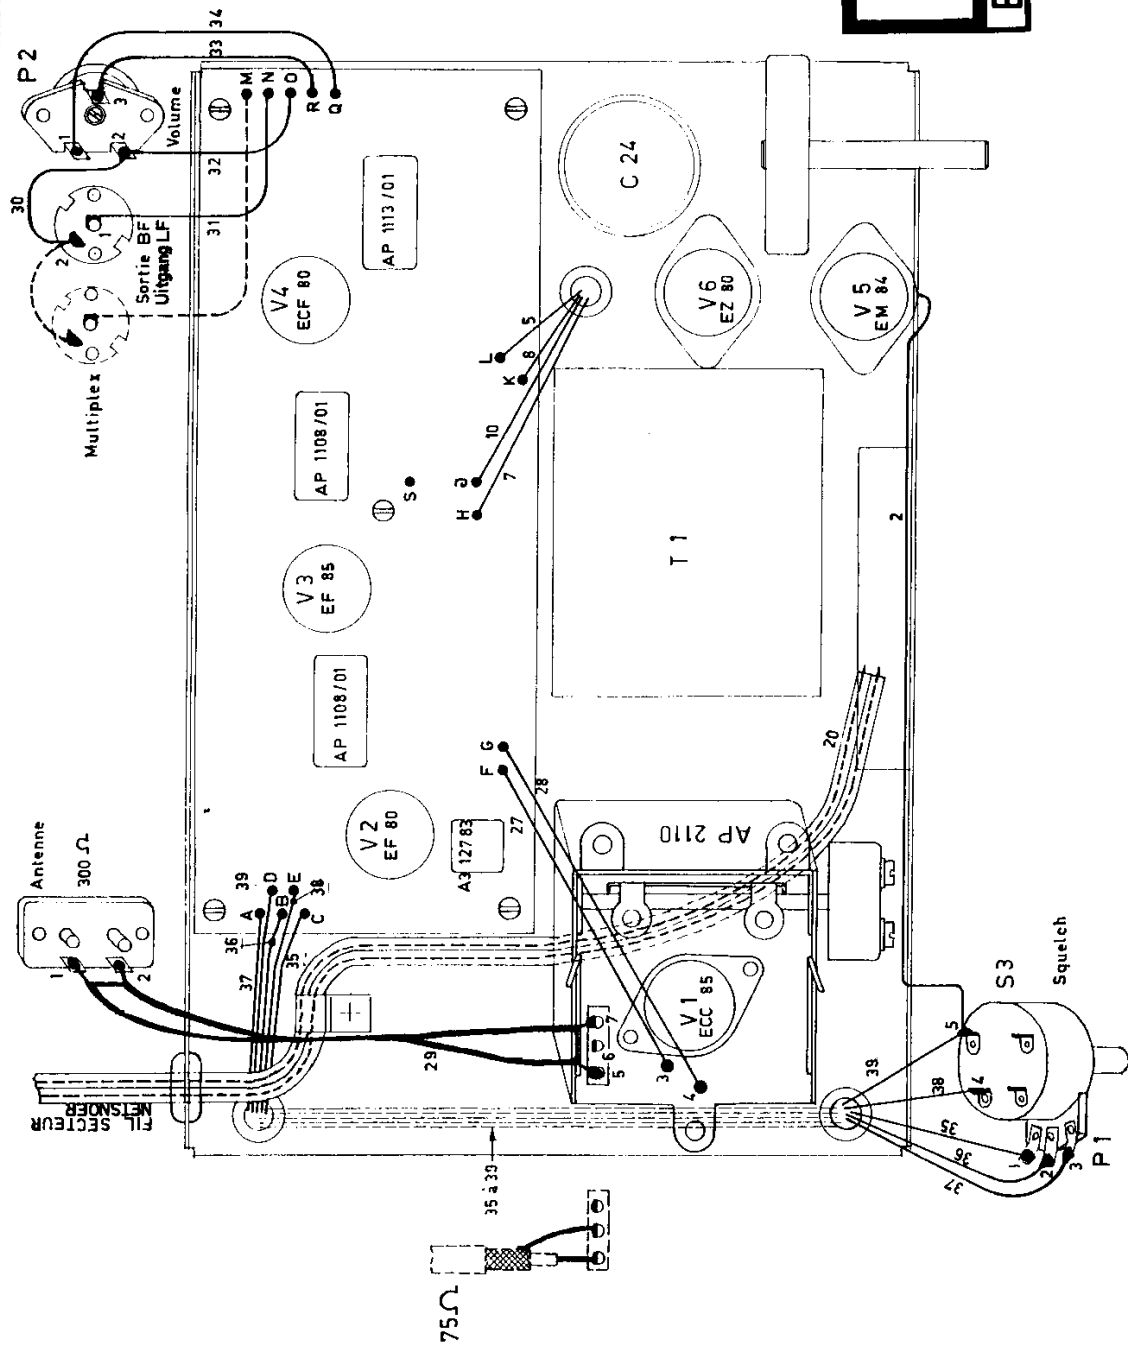 34
33
P2
1
2
3
Volume
30
32
31
2
1
Sortie BF
Uitgang LF
Multiplex
M
N
O
R
Q
AP 1113/01
C 24
V4
ECF 80
V6
EZ 80
V5
EM 84
5
L
8
K
10
7
G
H
AP 1108/01
S
V3
EF 85
T 1
2
AP 1108/01
G
F
28
27
20
V2
EF 80
A3 127 83
AP 2110
Antenne
300 Ω
1
2
39
A
D
B
E
38
C
36
37
35
V1
ECC 85
7
6
5
3
4
29
FIL SECTEUR
NETSNOER
35 à 39
75Ω
39
38
35
36
37
5
4
S3
Squelch
1
2
3
P1